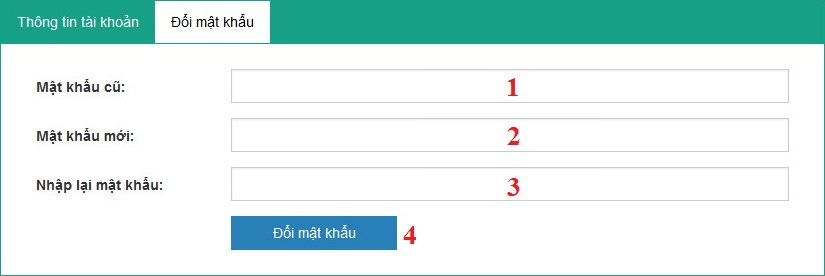 Thông tin tài khoản Đổi mật khẩu
Mật khẩu cũ: 1
Mật khẩu mới: 2
Nhập lại mật khẩu: 3
Đổi mật khẩu 4